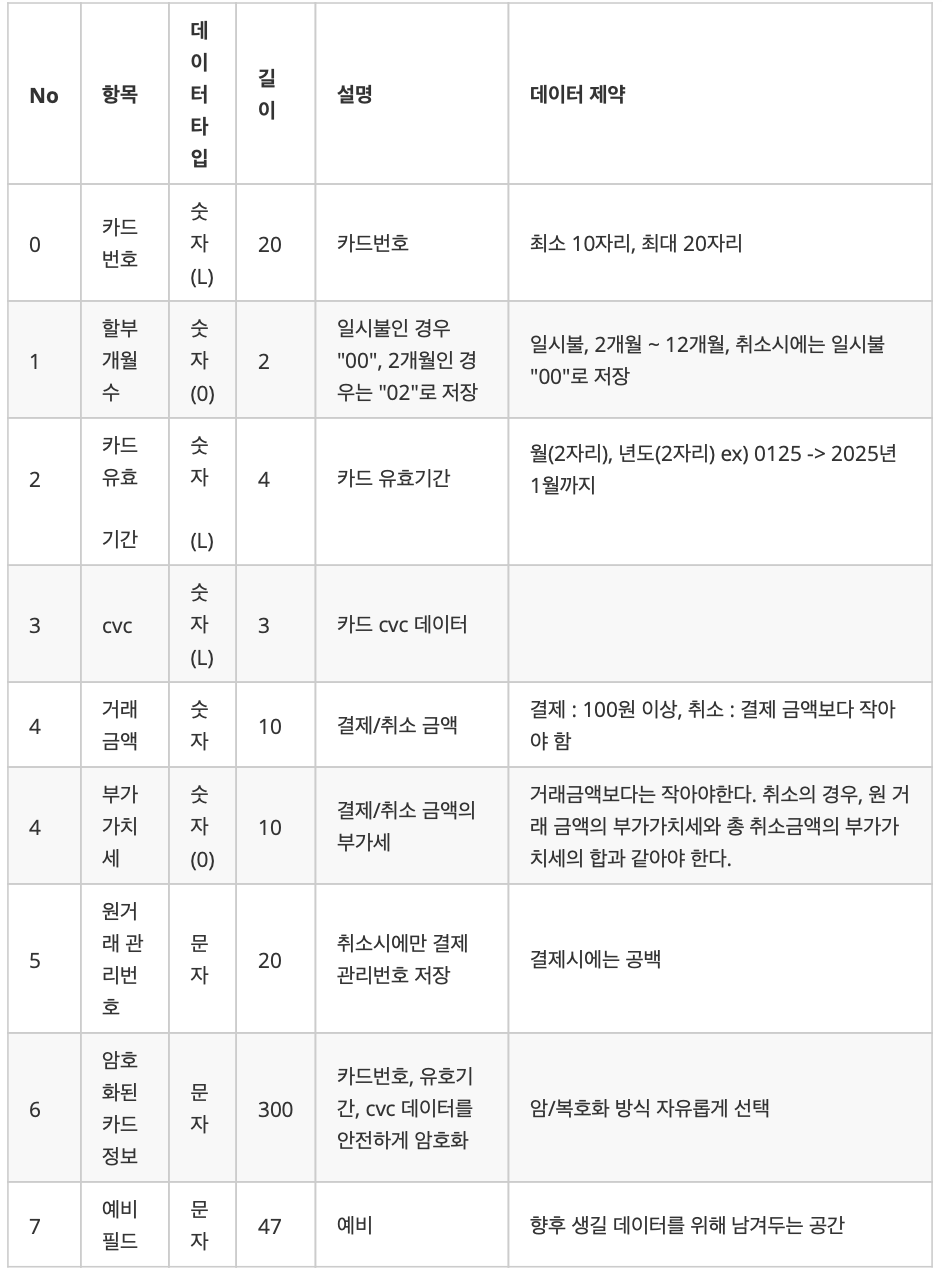 No
항목
데
이
터
타
입
길
이
설명
데이터 제약
0
카드
번호
숫
자
(L)
20
카드번호
최소 10자리, 최대 20자리
1
할부
개월
수
숫
자
(0)
2
일시불인 경우
"00", 2개월인 경
우는 "02"로 저장
일시불, 2개월 ~ 12개월, 취소시에는 일시불
"00"로 저장
2
카드
유효
기간
숫
자
(L)
4
카드 유효기간
월(2자리), 년도(2자리) ex) 0125 -> 2025년
1월까지
3
cvc
숫
자
(L)
3
카드 cvc 데이터
4
거래
금액
숫
자
10
결제/취소 금액
결제 : 100원 이상, 취소 : 결제 금액보다 작아
야 함
4
부가
가치
세
숫
자
(0)
10
결제/취소 금액의
부가세
거래금액보다는 작아야한다. 취소의 경우, 원 거
래 금액의 부가가치세와 총 취소금액의 부가가
치세의 합과 같아야 한다.
5
원거
래 관
리번
호
문
자
20
취소시에만 결제
관리번호 저장
결제시에는 공백
6
암호
화된
카드
정보
문
자
300
카드번호, 유호기
간, cvc 데이터를
안전하게 암호화
암/복호화 방식 자유롭게 선택
7
예비
필드
문
자
47
예비
향후 생길 데이터를 위해 남겨두는 공간